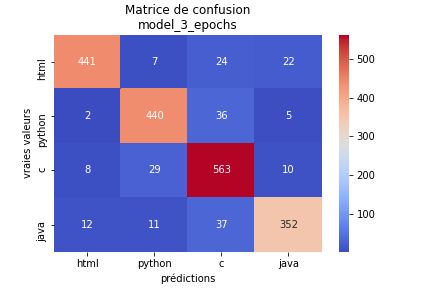 Matrice de confusion
model_3_epochs
html 441 7 24 22
python 2 440 36 5
c 8 29 563 10
java 12 11 37 352
html python c java
prédictions
vraies valeurs
500
400
300
200
100